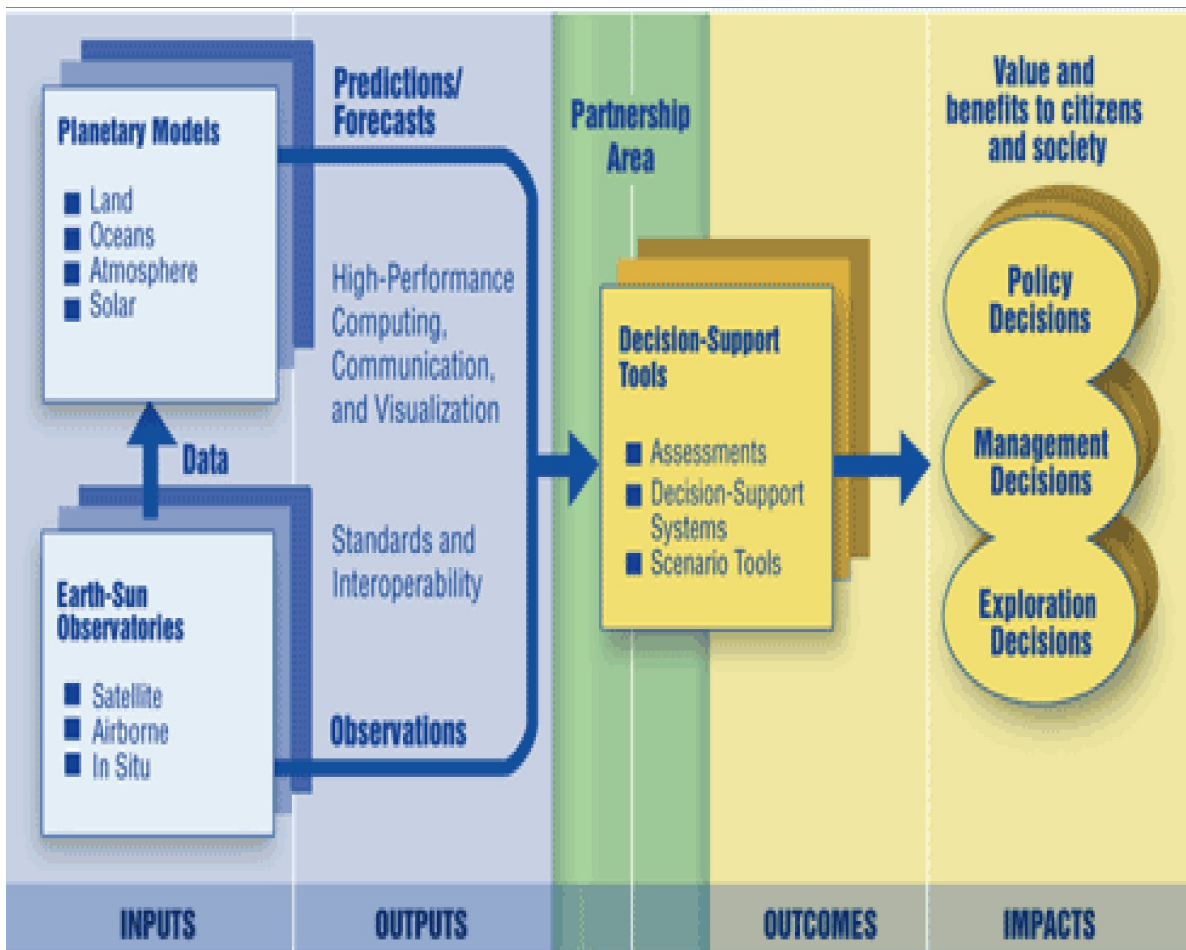 Planetary Models
Land
Oceans
Atmosphere
Solar
Data
Earth-Sun
Observatories
Satellite
Airborne
In Situ
Predictions/
Forecasts
High-Performance
Computing,
Communication,
and Visualization
Standards and
Interoperability
Observations
Partnership
Area
Decision-Support
Tools
Assessments
Decision-Support
Systems
Scenario Tools
Value and
benefits to citizens
and society
Policy
Decisions
Management
Decisions
Exploration
Decisions
INPUTS
OUTPUTS
OUTCOMES
IMPACTS